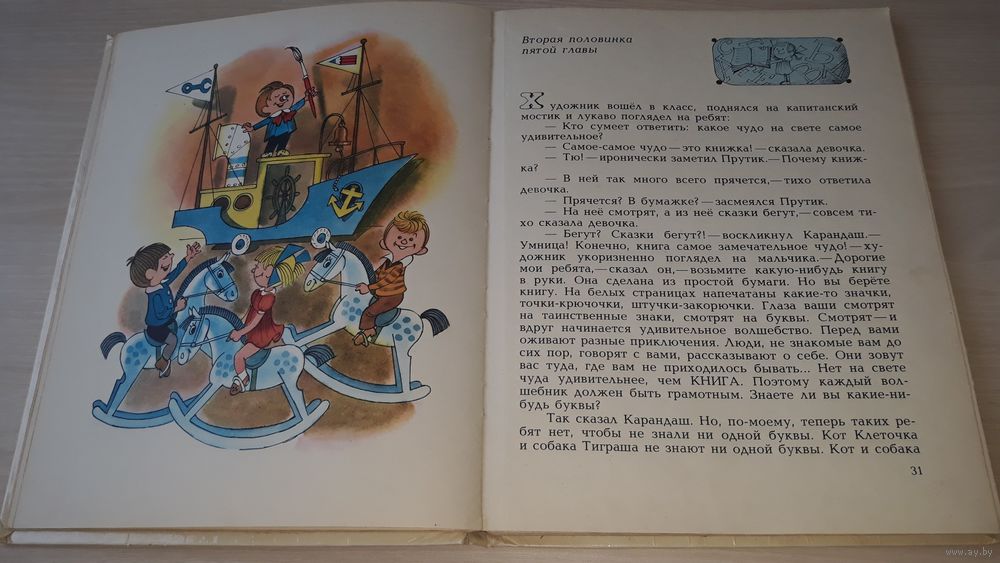 Вторая половинка
пятой главы
Художник вошёл в класс, поднялся на капитанский
мостик и лукаво поглядел на ребят:
— Кто сумеет ответить: какое чудо на свете самое
удивительное?
— Самое-самое чудо — это книжка! — сказала девочка.
— Тю! — иронически заметил Прутик. — Почему книж-
ка?
— В ней так много всего прячется, — тихо ответила
девочка.
— Прячется? В бумажке? — засмеялся Прутик.
— На неё смотрят, а из неё сказки бегут, — совсем ти-
хо сказала девочка.
— Бегут? Сказки бегут?! — воскликнул Карандаш. —
Умница! Конечно, книга самое замечательное чудо! — ху-
дожник укоризненно поглядел на мальчика. — Дорогие
мои ребята, — сказал он, — возьмите какую-нибудь книгу
в руки. Она сделана из простой бумаги. Но вы берёте
книгу. На белых страницах напечатаны какие-то значки,
точки-крючочки, штучки-закорючки. Глаза ваши смотрят
на таинственные знаки, смотрят на буквы. Смотрят — и
вдруг начинается удивительное волшебство. Перед вами
оживают разные приключения. Люди, не знакомые вам до
сих пор, говорят с вами, рассказывают о себе. Они зовут
вас туда, где вам не приходилось бывать... Нет на свете
чуда удивительнее, чем КНИГА. Поэтому каждый вол-
шебник должен быть грамотным. Знаете ли вы какие-ни-
будь буквы?
Так сказал Карандаш. Но, по-моему, теперь таких ре-
бят нет, чтобы не знали ни одной буквы. Кот Клеточка
и собака Тиграша не знают ни одной буквы. Кот и собака
31
www.ay.by